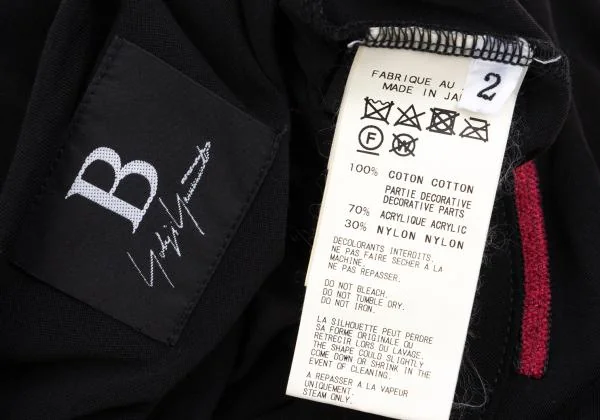 B
Yohji Yamamoto
2
FABRIQUE AU
MADE IN JA
F
W
100% COTON COTTON
PARTIE DECORATIVE
DECORATIVE PARTS
70% ACRYLIQUE ACRYLIC
30% NYLON NYLON
DECOLORANTS INTERDITS.
NE PAS FAIRE SECHER A LA
MACHINE.
NE PAS REPASSER.
DO NOT BLEACH.
DO NOT TUMBLE DRY.
DO NOT IRON.
LA SILHOUETTE PEUT PERDRE
SA FORME ORIGINALE OU
RETRECIR LORS DU LAVAGE.
THE SHAPE COULD SLIGHTLY
COME DOWN OR SHRINK IN THE
EVENT OF CLEANING.
A REPASSER A LA VAPEUR
UNIQUEMENT.
STEAM ONLY.